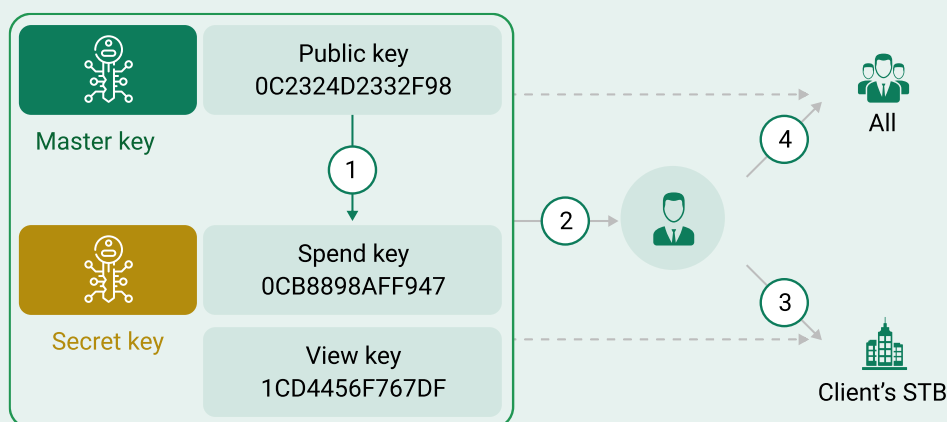 Public key
0C2324D2332F98
Master key
All
4
1
2
Spend key
0CB8898AFF947
Secret key
3
View key
1CD4456F767DF
Client's STB